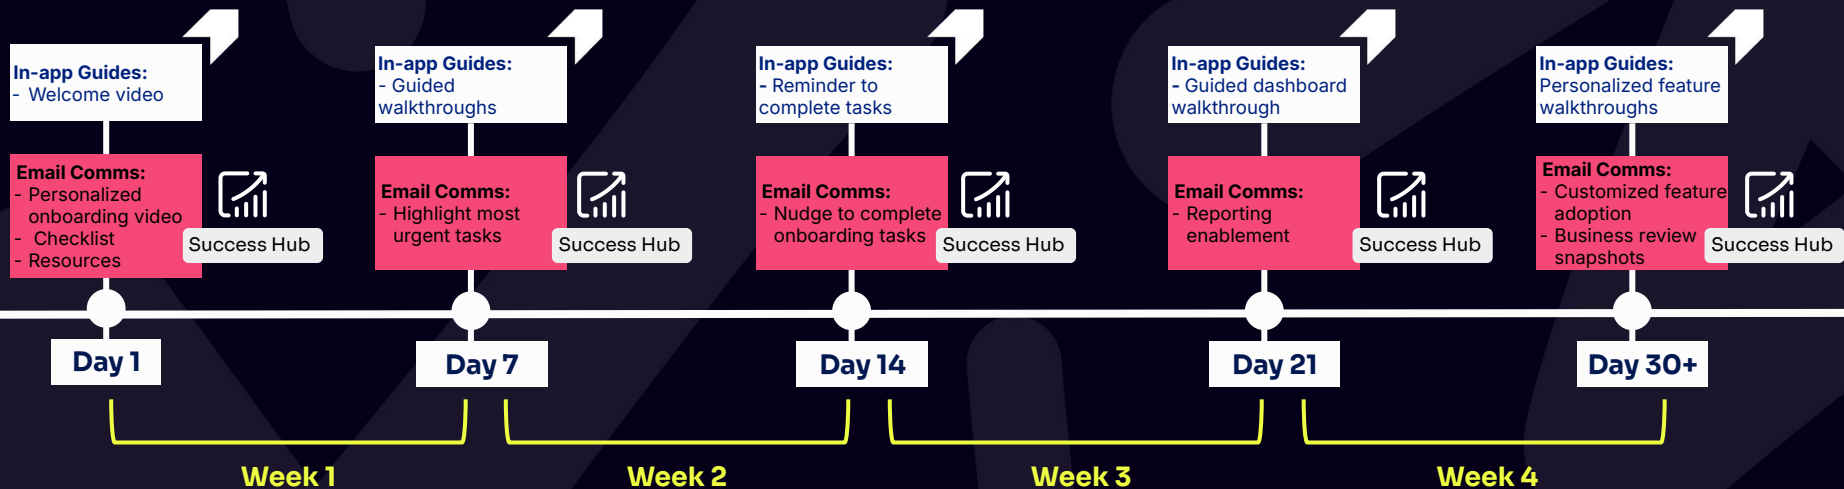 In-app Guides:
- Welcome video
Email Comms:
- Personalized
onboarding video
- Checklist
- Resources
Success Hub
Day 1
In-app Guides:
- Guided
walkthroughs
Email Comms:
- Highlight most
urgent tasks
Success Hub
Day 7
In-app Guides:
- Reminder to
complete tasks
Email Comms:
- Nudge to complete
onboarding tasks
Success Hub
Day 14
In-app Guides:
- Guided dashboard
walkthrough
Email Comms:
- Reporting
enablement
Success Hub
Day 21
In-app Guides:
Personalized feature
walkthroughs
Email Comms:
- Customized feature
adoption
- Business review
snapshots
Success Hub
Day 30+
Week 1
Week 2
Week 3
Week 4